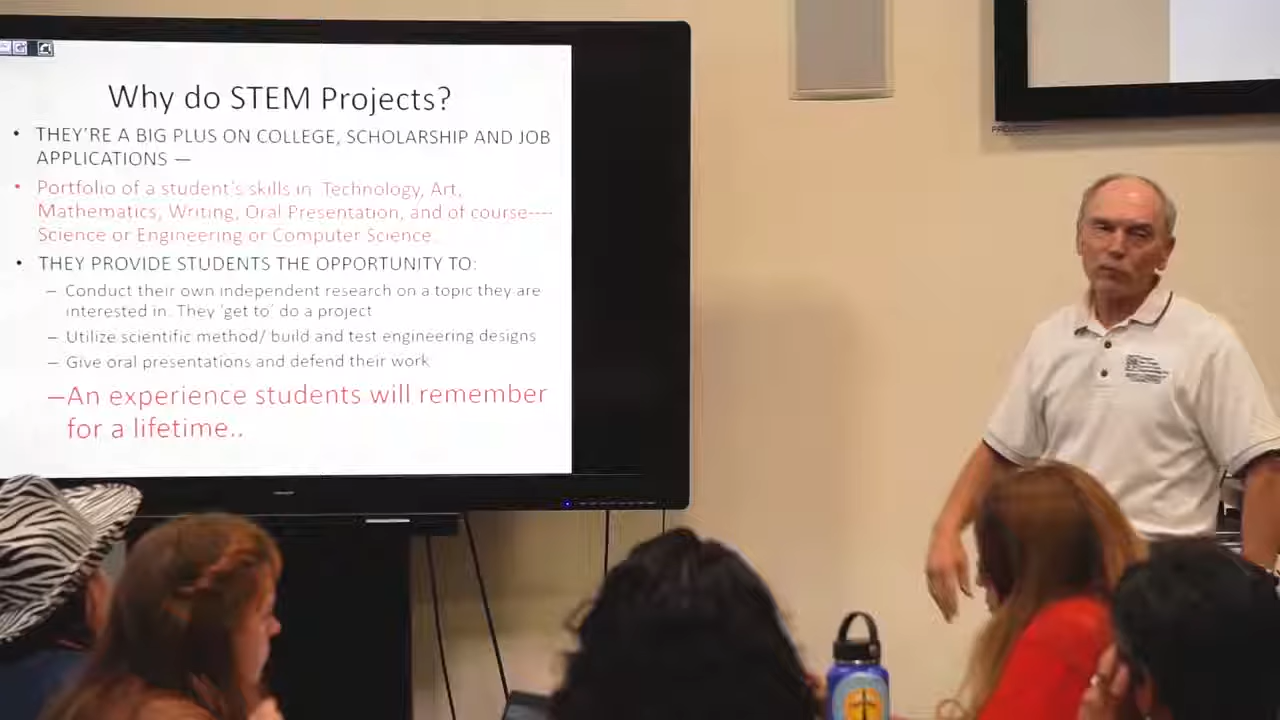 Why do STEM Projects?
• THEY'RE A BIG PLUS ON COLLEGE, SCHOLARSHIP AND JOB
APPLICATIONS —
• Portfolio of a student's skills in Technology, Art,
Mathematics, Writing, Oral Presentation, and of course----
Science or Engineering or Computer Science.
• THEY PROVIDE STUDENTS THE OPPORTUNITY TO:
– Conduct their own independent research on a topic they are
interested in. They 'get to' do a project
– Utilize scientific method/ build and test engineering designs
– Give oral presentations and defend their work
–An experience students will remember
for a lifetime..